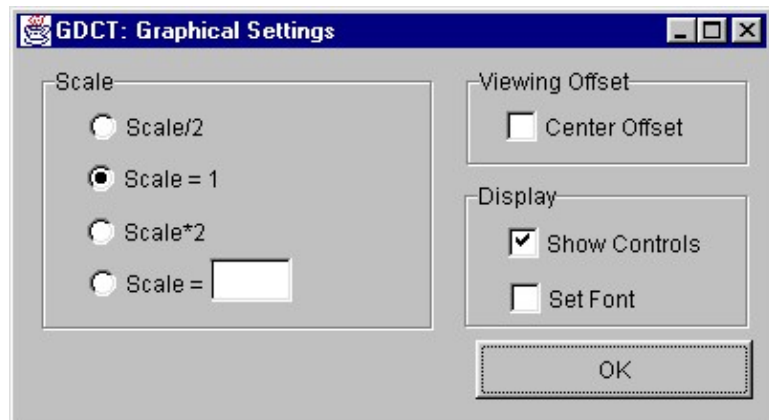 GDCT: Graphical Settings
Scale
Scale/2
Scale = 1
Scale*2
Scale =
Viewing Offset
Center Offset
Display
Show Controls
Set Font
OK